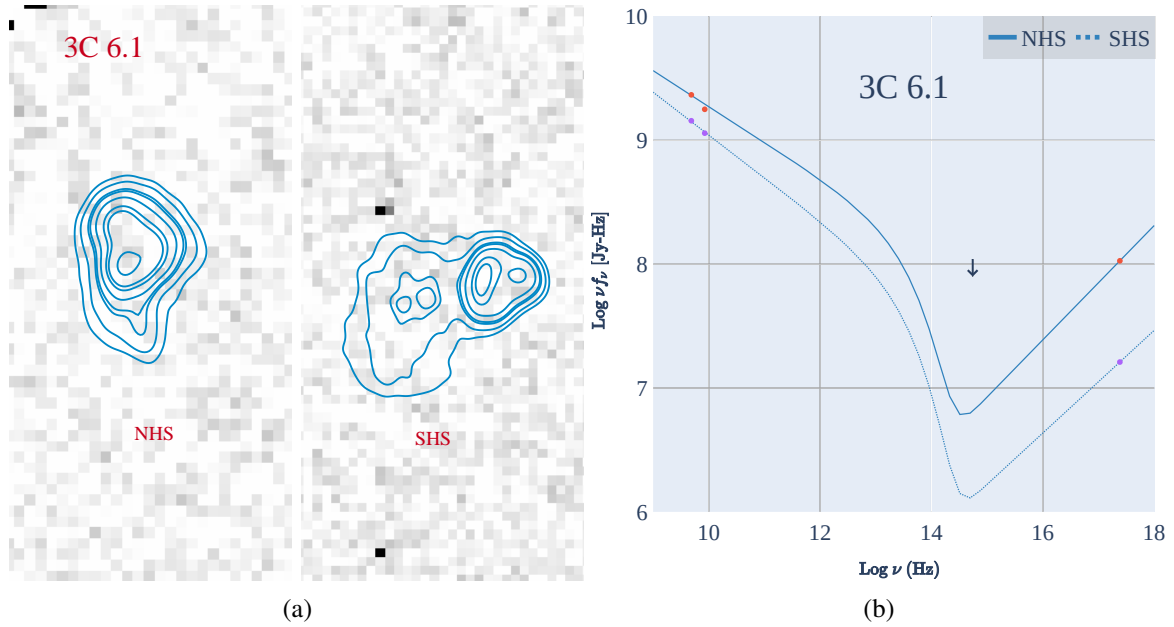 3C 6.1
NHS
SHS
(a)
10
9
8
7
6
Log νfν [Jy-Hz]
NHS SHS
3C 6.1
↓
10 12 14 16 18
Log ν (Hz)
(b)